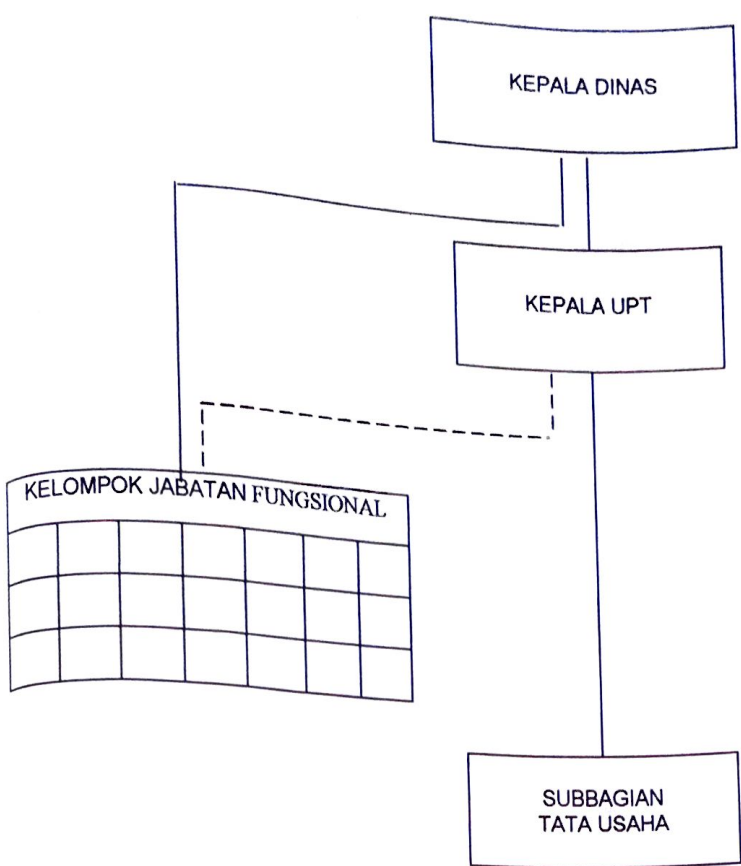 KEPALA DINAS
KEPALA UPT
KELOMPOK JABATAN FUNGSIONAL
SUBBAGIAN
TATA USAHA